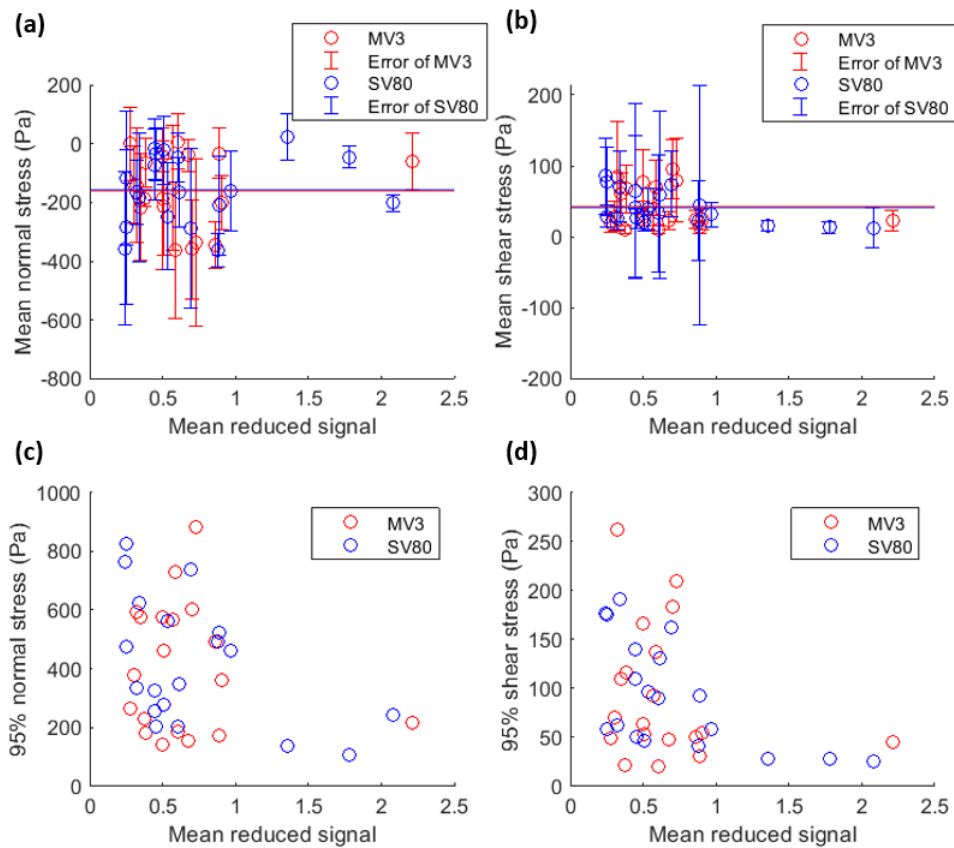 (a)
MV3
Error of MV3
SV80
Error of SV80
200
0
-200
-400
-600
-800
Mean normal stress (Pa)
0
0.5
1
1.5
2
2.5
Mean reduced signal
(b)
MV3
Error of MV3
SV80
Error of SV80
200
100
0
-100
-200
Mean shear stress (Pa)
0
0.5
1
1.5
2
2.5
Mean reduced signal
(c)
MV3
SV80
1000
800
600
400
200
0
95% normal stress (Pa)
0
0.5
1
1.5
2
2.5
Mean reduced signal
(d)
MV3
SV80
300
250
200
150
100
50
0
95% shear stress (Pa)
0
0.5
1
1.5
2
2.5
Mean reduced signal